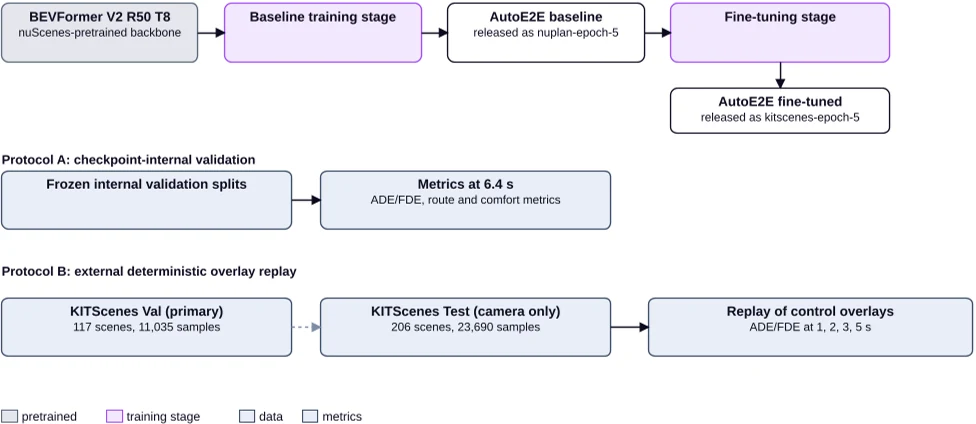 BEVFormer V2 R50 T8
nuScenes-pretrained backbone
Baseline training stage
AutoE2E baseline
released as nuplan-epoch-5
Fine-tuning stage
AutoE2E fine-tuned
released as kitscenes-epoch-5
Protocol A: checkpoint-internal validation
Frozen internal validation splits
Metrics at 6.4 s
ADE/FDE, route and comfort metrics
Protocol B: external deterministic overlay replay
KITScenes Val (primary)
117 scenes, 11,035 samples
KITScenes Test (camera only)
206 scenes, 23,690 samples
Replay of control overlays
ADE/FDE at 1, 2, 3, 5 s
pretrained
training stage
data
metrics